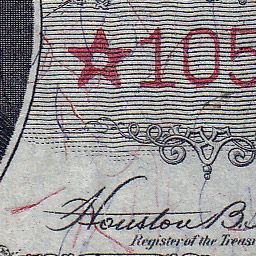 ★105
Houston B.
Register of the Treas